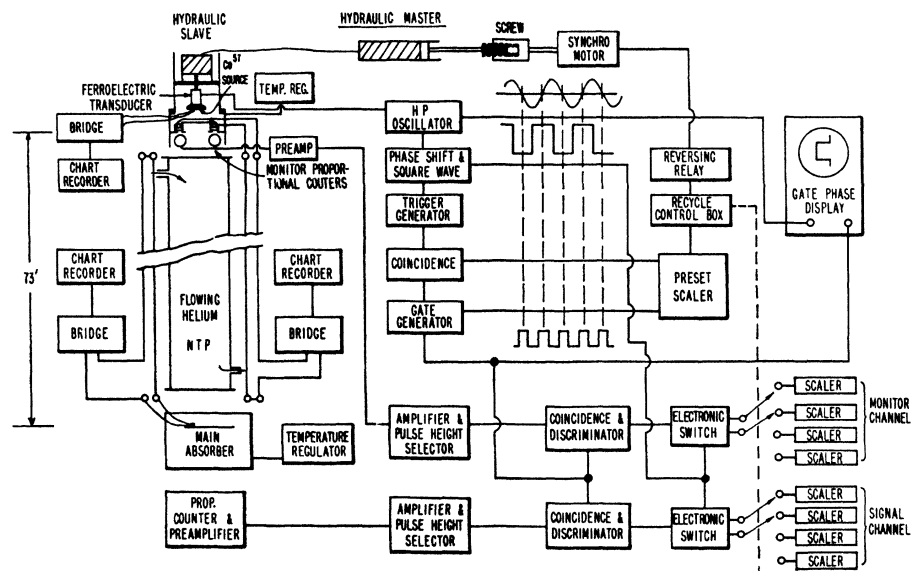 HYDRAULIC
SLAVE
HYDRAULIC MASTER
SCREW
SYNCHRO
MOTOR
Co57
SOURCE
FERROELECTRIC
TRANSDUCER
TEMP. REG.
BRIDGE
CHART
RECORDER
PREAMP
MONITOR PROPOR-
TIONAL COUTERS
HP
OSCILLATOR
PHASE SHIFT &
SQUARE WAVE
TRIGGER
GENERATOR
COINCIDENCE
GATE
GENERATOR
REVERSING
RELAY
RECYCLE
CONTROL BOX
PRESET
SCALER
GATE PHASE
DISPLAY
73'
CHART
RECORDER
BRIDGE
FLOWING
HELIUM
NTP
CHART
RECORDER
BRIDGE
MAIN
ABSORBER
TEMPERATURE
REGULATOR
AMPLIFIER &
PULSE HEIGHT
SELECTOR
COINCIDENCE &
DISCRIMINATOR
ELECTRONIC
SWITCH
SCALER
SCALER
SCALER
SCALER
MONITOR
CHANNEL
PROP.
COUNTER &
PREAMPLIFIER
AMPLIFIER &
PULSE HEIGHT
SELECTOR
COINCIDENCE &
DISCRIMINATOR
ELECTRONIC
SWITCH
SCALER
SCALER
SCALER
SCALER
SIGNAL
CHANNEL